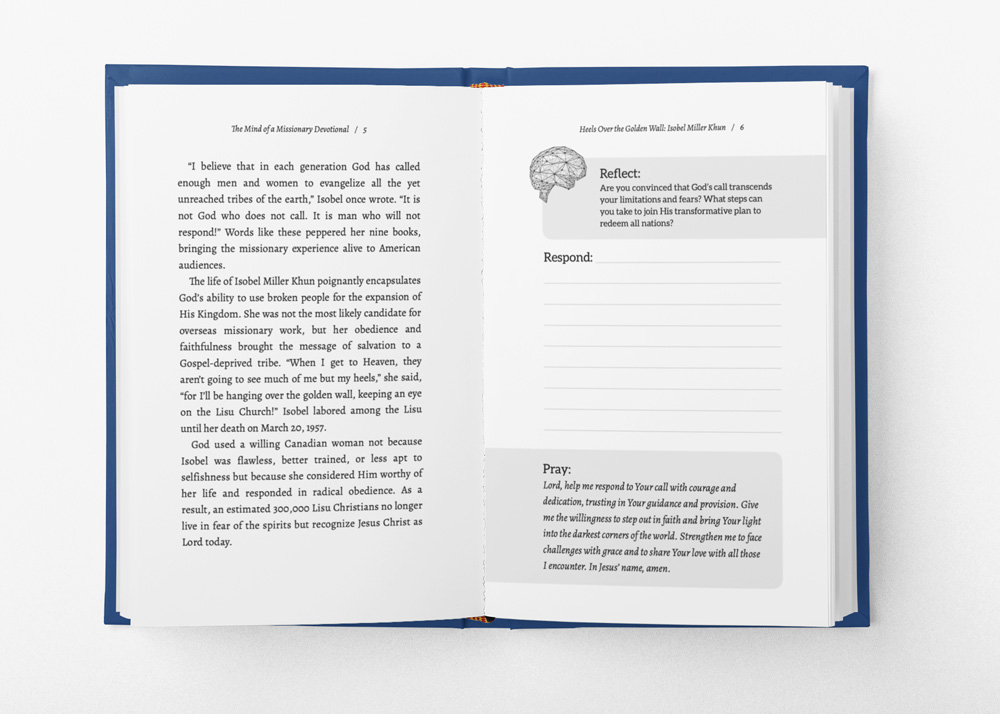 The Mind of a Missionary Devotional / 5
“I believe that in each generation God has called
enough men and women to evangelize all the yet
unreached tribes of the earth,” Isobel once wrote. “It is
not God who does not call. It is man who will not
respond!” Words like these peppered her nine books,
bringing the missionary experience alive to American
audiences.
The life of Isobel Miller Khun poignantly encapsulates
God’s ability to use broken people for the expansion of
His Kingdom. She was not the most likely candidate for
overseas missionary work, but her obedience and
faithfulness brought the message of salvation to a
Gospel-deprived tribe. “When I get to Heaven, they
aren’t going to see much of me but my heels,” she said,
“for I’ll be hanging over the golden wall, keeping an eye
on the Lisu Church!” Isobel labored among the Lisu
until her death on March 20, 1957.
God used a willing Canadian woman not because
Isobel was flawless, better trained, or less apt to
selfishness but because she considered Him worthy of
her life and responded in radical obedience. As a
result, an estimated 300,000 Lisu Christians no longer
live in fear of the spirits but recognize Jesus Christ as
Lord today.
Heels Over the Golden Wall: Isobel Miller Khun / 6
Reflect:
Are you convinced that God’s call transcends
your limitations and fears? What steps can
you take to join His transformative plan to
redeem all nations?
Respond:
Pray:
Lord, help me respond to Your call with courage and
dedication, trusting in Your guidance and provision. Give
me the willingness to step out in faith and bring Your light
into the darkest corners of the world. Strengthen me to face
challenges with grace and to share Your love with all those
I encounter. In Jesus’ name, amen.